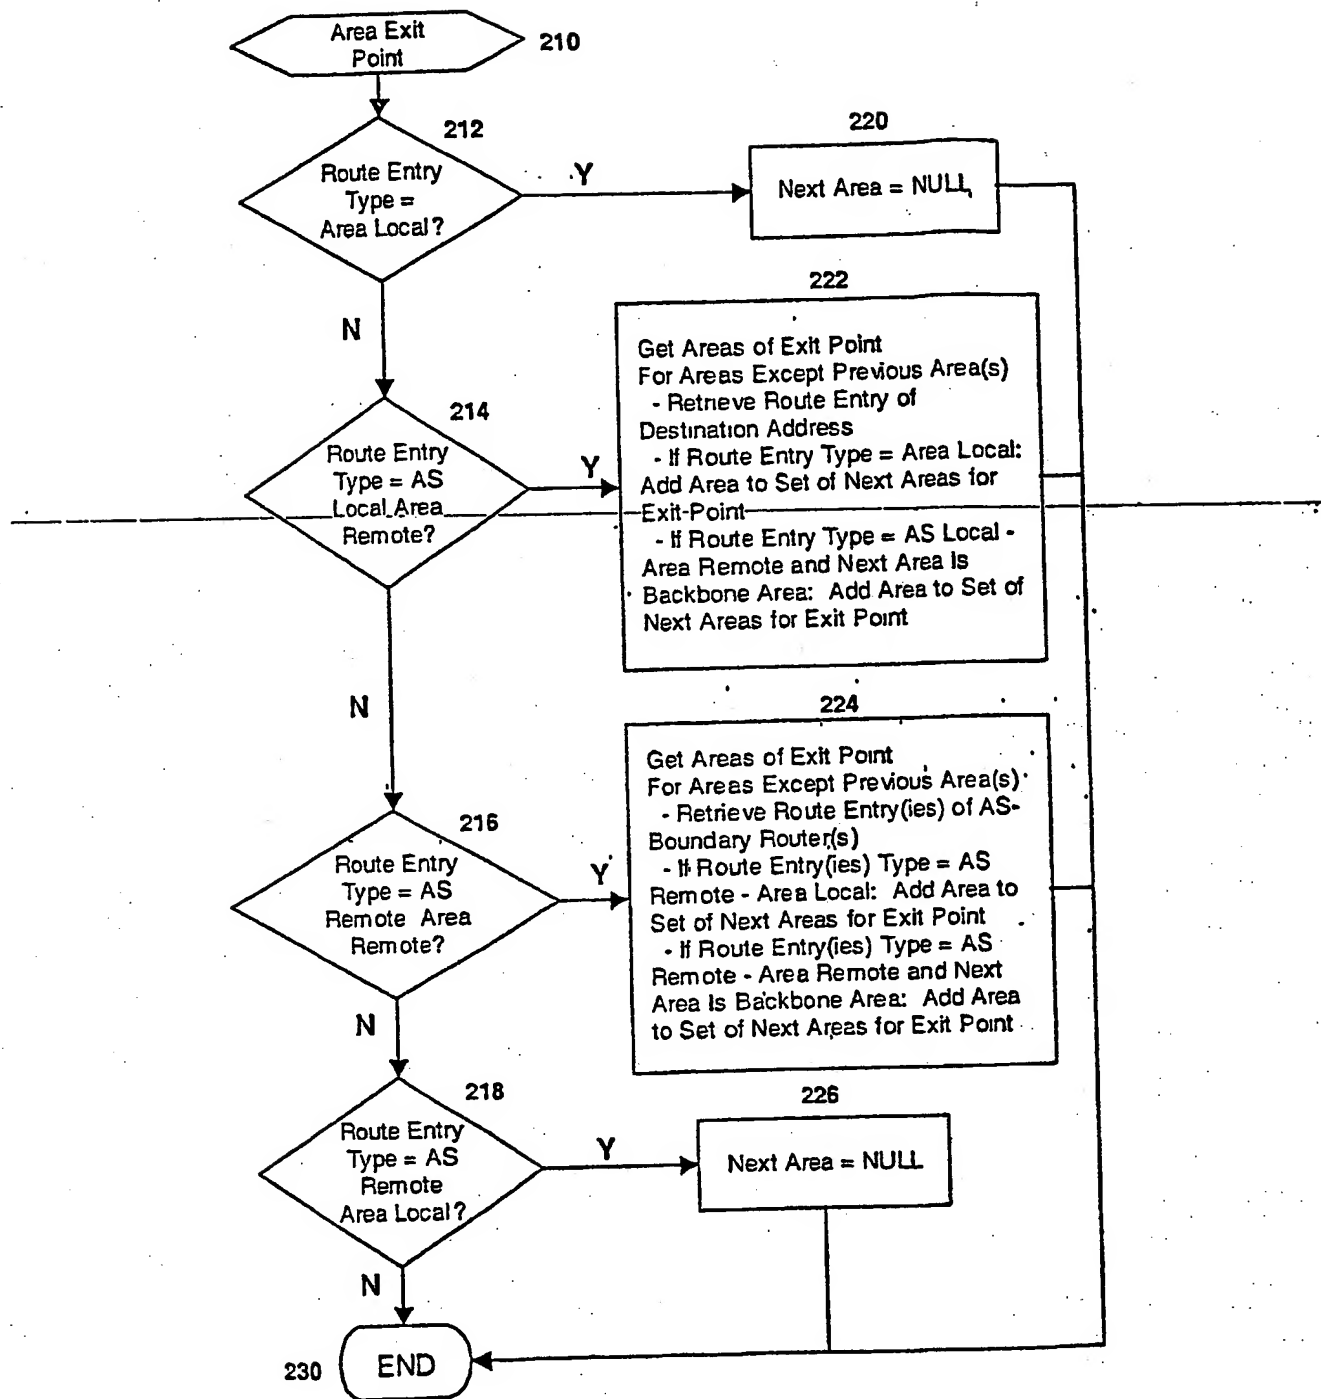 Area Exit
Point
210
212
Route Entry
Type =
Area Local?
Y
220
Next Area = NULL
N
222
Get Areas of Exit Point
For Areas Except Previous Area(s)
- Retrieve Route Entry of
Destination Address
- If Route Entry Type = Area Local:
Add Area to Set of Next Areas for
Exit Point
- If Route Entry Type = AS Local -
Area Remote and Next Area Is
Backbone Area: Add Area to Set of
Next Areas for Exit Point
214
Route Entry
Type = AS
Local Area
Remote?
Y
N
224
Get Areas of Exit Point
For Areas Except Previous Area(s)
- Retrieve Route Entry(ies) of AS-
Boundary Router(s)
- If Route Entry(ies) Type = AS
Remote - Area Local: Add Area to
Set of Next Areas for Exit Point
- If Route Entry(ies) Type = AS
Remote - Area Remote and Next
Area Is Backbone Area: Add Area
to Set of Next Areas for Exit Point
216
Route Entry
Type = AS
Remote Area
Remote?
Y
N
218
Route Entry
Type = AS
Remote
Area Local?
Y
226
Next Area = NULL
N
230
END